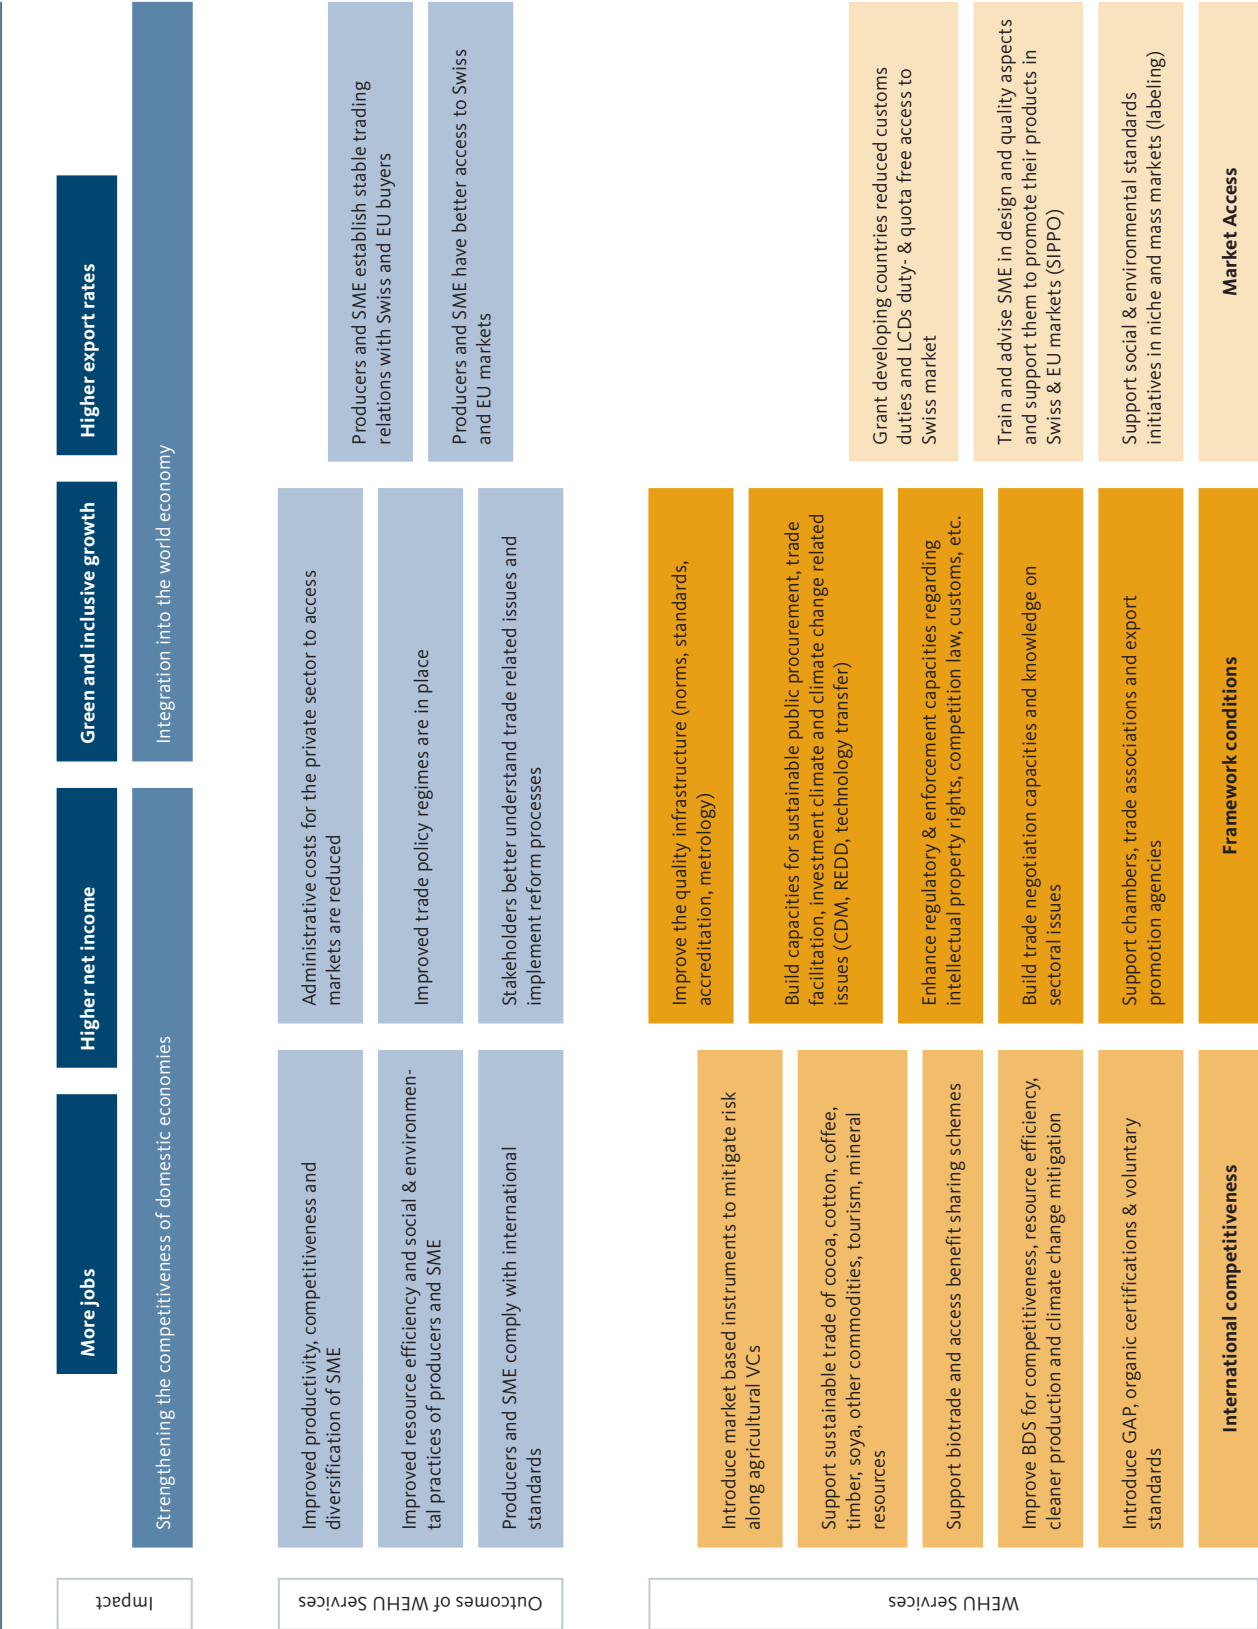 Impact
More jobs
Higher net income
Green and inclusive growth
Higher export rates
Strengthening the competitiveness of domestic economies
Integration into the world economy
Outcomes of WEHU Services
Improved productivity, competitiveness and
diversification of SME
Improved resource efficiency and social & environmen-
tal practices of producers and SME
Producers and SME comply with international
standards
Administrative costs for the private sector to access
markets are reduced
Improved trade policy regimes are in place
Stakeholders better understand trade related issues and
implement reform processes
Producers and SME establish stable trading
relations with Swiss and EU buyers
Producers and SME have better access to Swiss
and EU markets
WEHU Services
Introduce market based instruments to mitigate risk
along agricultural VCs
Support sustainable trade of cocoa, cotton, coffee,
timber, soya, other commodities, tourism, mineral
resources
Support biotrade and access benefit sharing schemes
Improve BDS for competitiveness, resource efficiency,
cleaner production and climate change mitigation
Introduce GAP, organic certifications & voluntary
standards
International competitiveness
Improve the quality infrastructure (norms, standards,
accreditation, metrology)
Build capacities for sustainable public procurement, trade
facilitation, investment climate and climate change related
issues (CDM, REDD, technology transfer)
Enhance regulatory & enforcement capacities regarding
intellectual property rights, competition law, customs, etc.
Build trade negotiation capacities and knowledge on
sectoral issues
Support chambers, trade associations and export
promotion agencies
Framework conditions
Grant developing countries reduced customs
duties and LCDs duty- & quota free access to
Swiss market
Train and advise SME in design and quality aspects
and support them to promote their products in
Swiss & EU markets (SIPPO)
Support social & environmental standards
initiatives in niche and mass markets (labeling)
Market Access